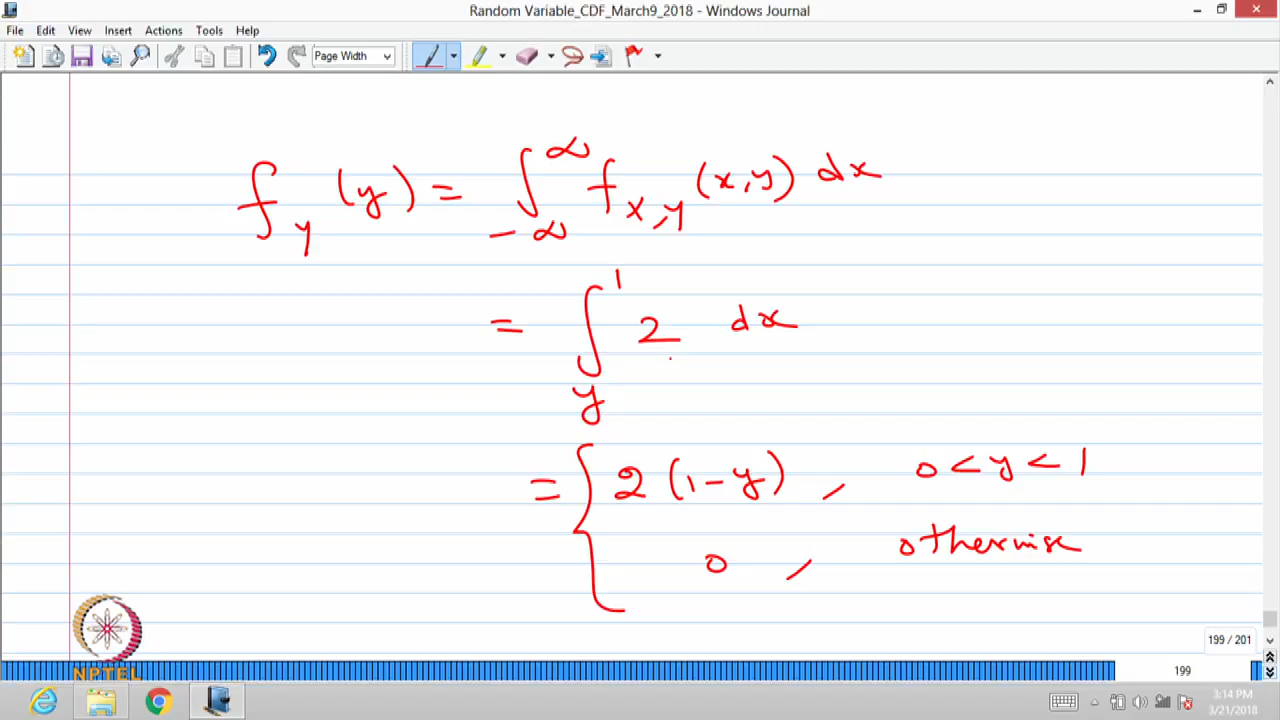 Random Variable_CDF_March9_2018 - Windows Journal
File Edit View Insert Actions Tools Help
Page Width
f_Y (y) = ∫_{-∞}^{∞} f_{X,Y} (x,y) dx
= ∫_y^1 2 dx
= { 2 (1-y) , 0 < y < 1
0 , otherwise
NPTEL
199 / 201
199
3:14 PM
3/21/2018